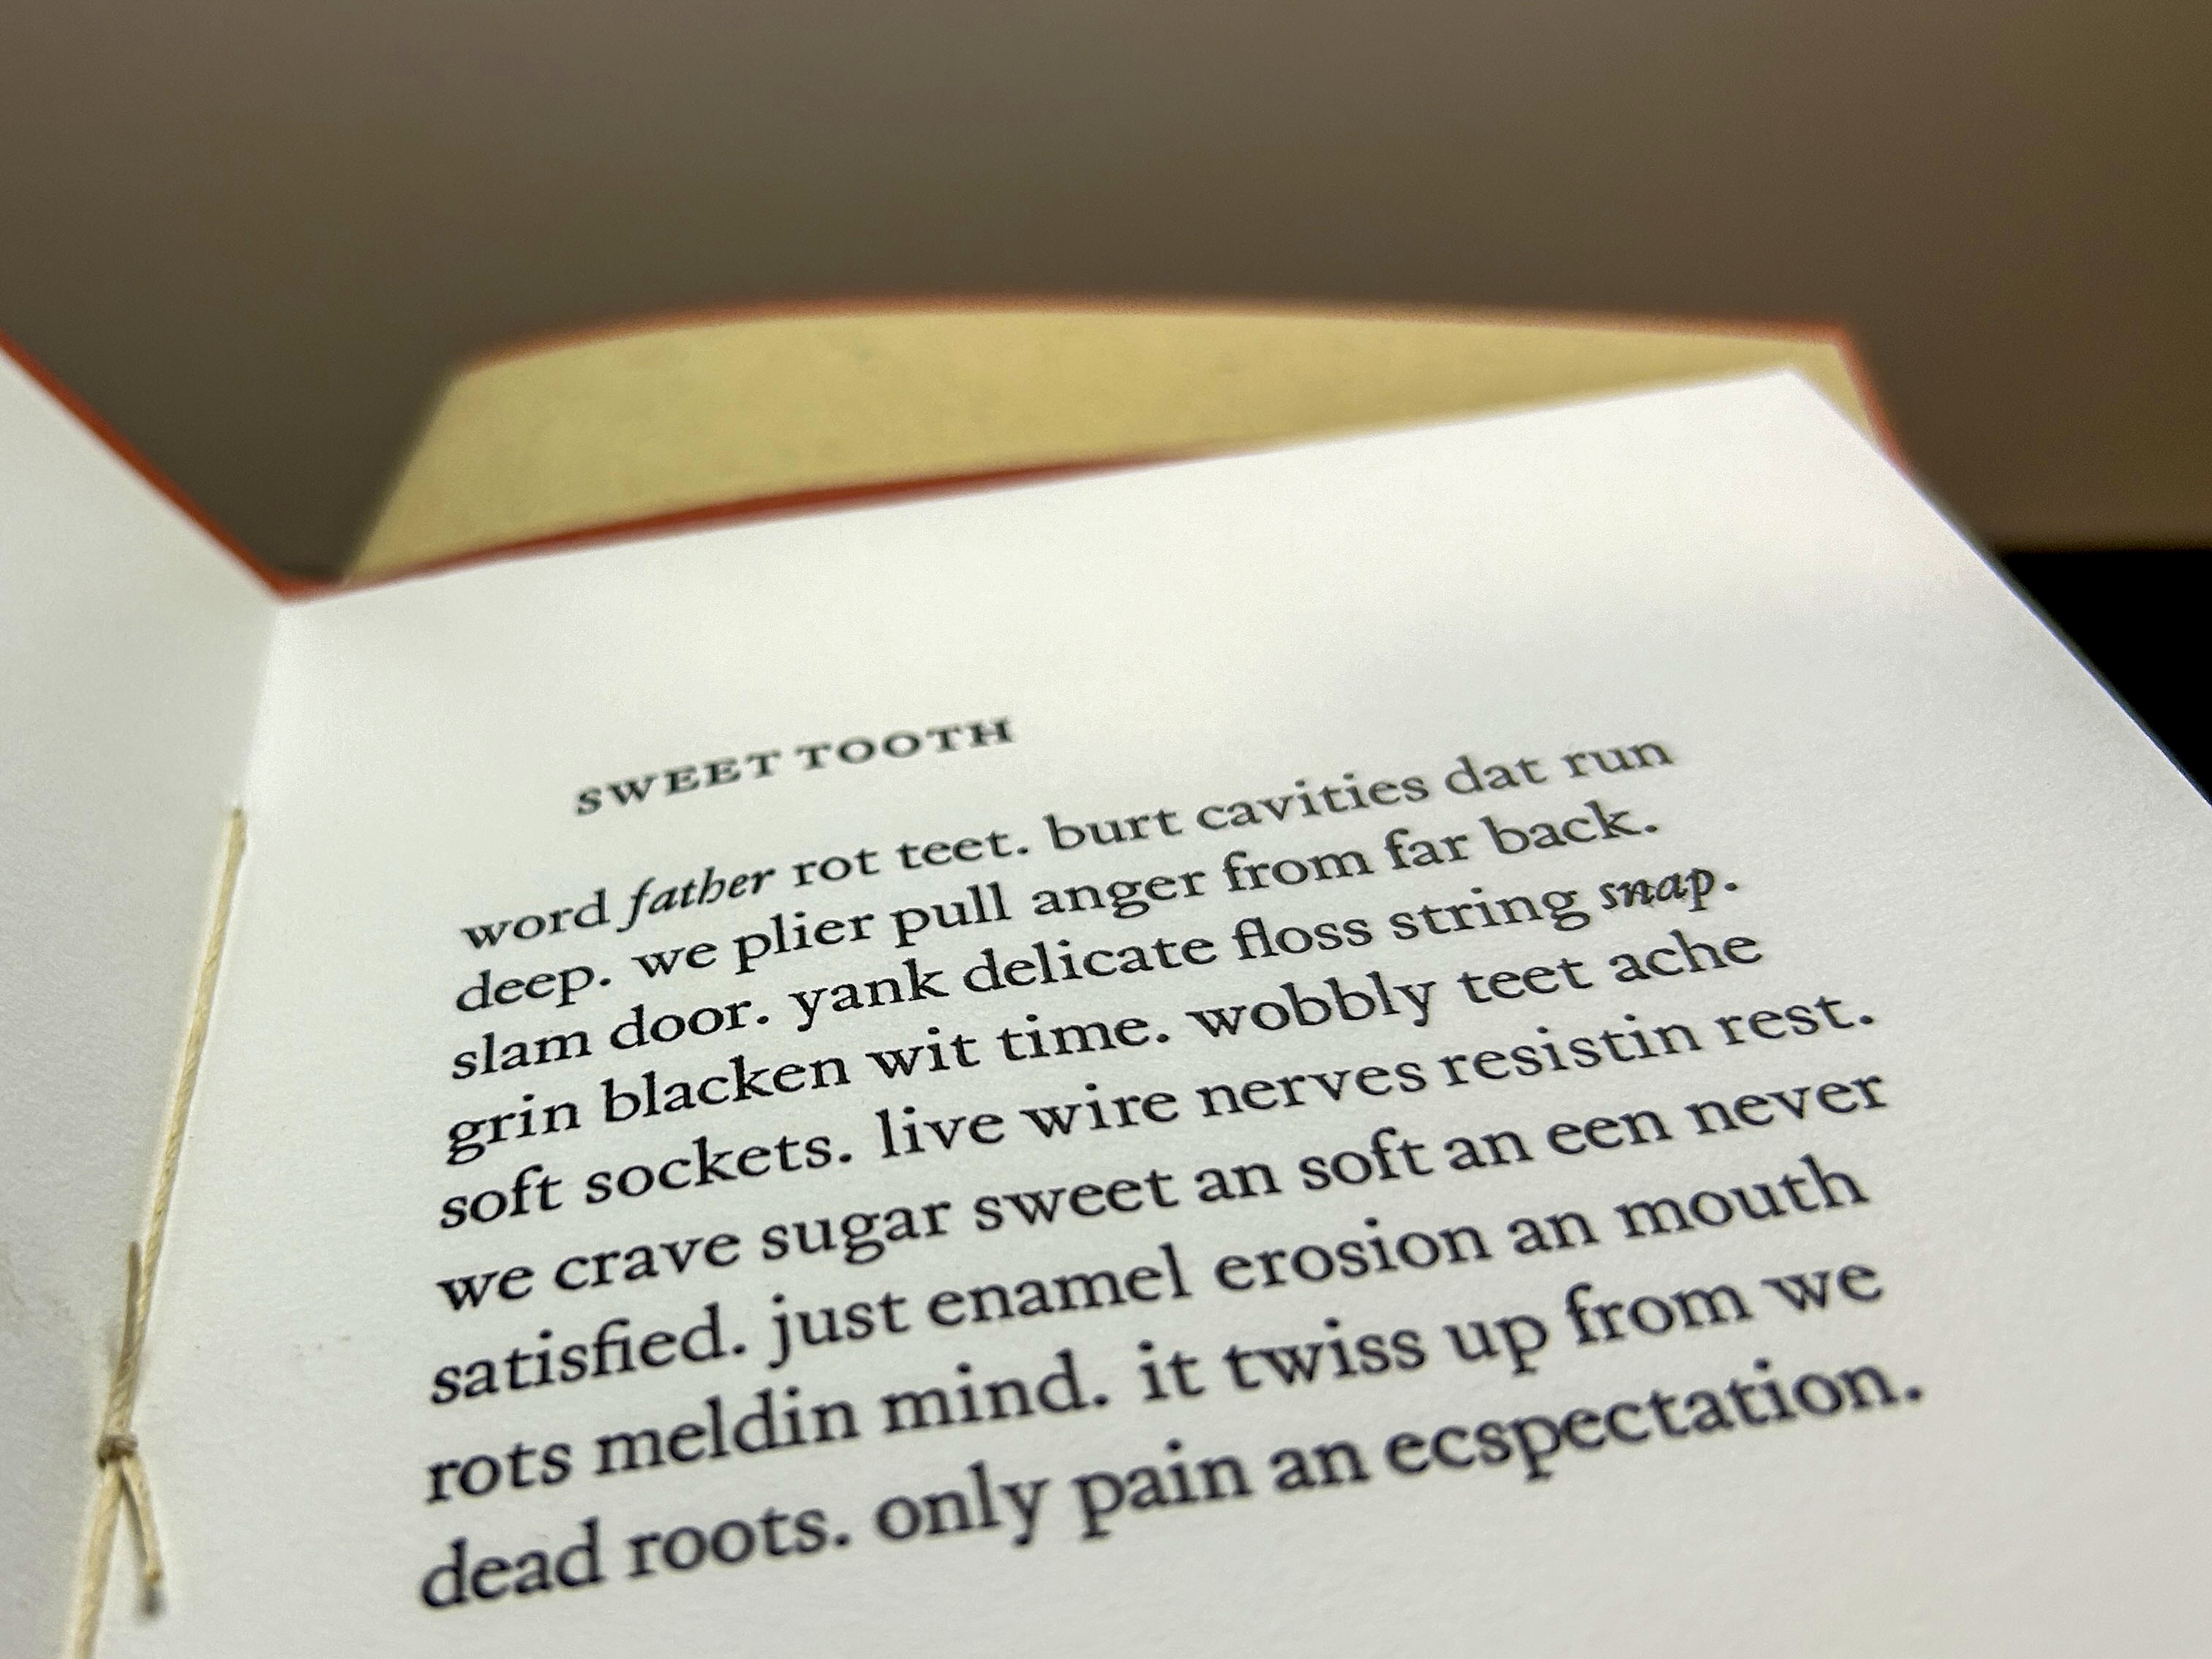 SWEET TOOTH
word father rot teet. burt cavities dat run
deep. we plier pull anger from far back.
slam door. yank delicate floss string snap.
grin blacken wit time. wobbly teet ache
soft sockets. live wire nerves resistin rest.
we crave sugar sweet an soft an een never
satisfied. just enamel erosion an mouth
rots meldin mind. it twiss up from we
dead roots. only pain an ecspectation.